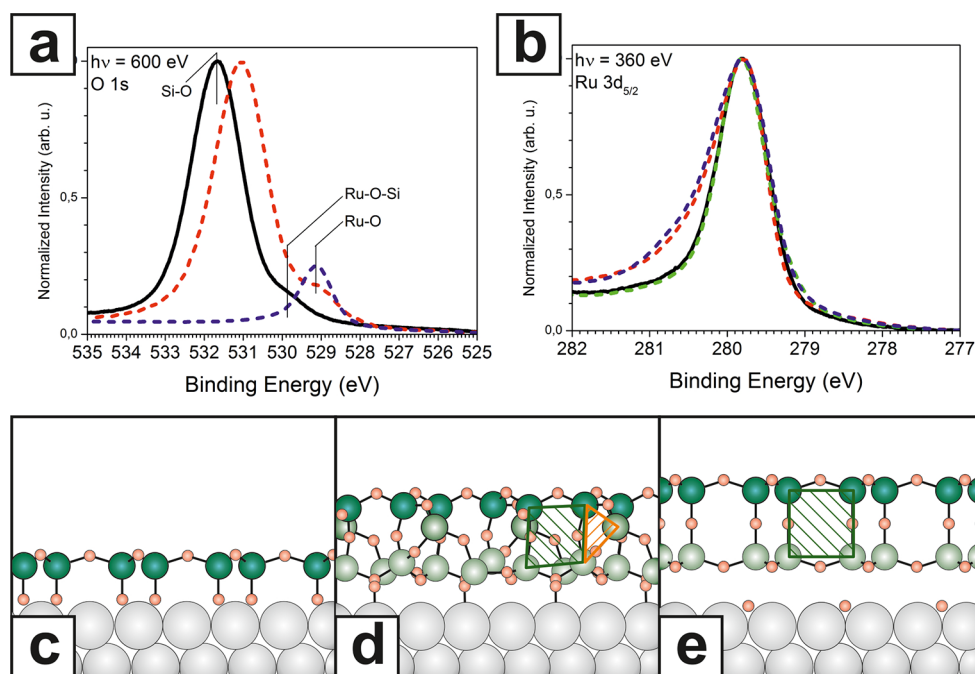 a
hν = 600 eV
O 1s
Si-O
Ru-O-Si
Ru-O
Normalized Intensity (arb. u.)
0,5
0,0
535 534 533 532 531 530 529 528 527 526 525
Binding Energy (eV)
b
hν = 360 eV
Ru 3d5/2
Normalized Intensity (arb. u.)
0,5
0,0
282 281 280 279 278 277
Binding Energy (eV)
c
d
e